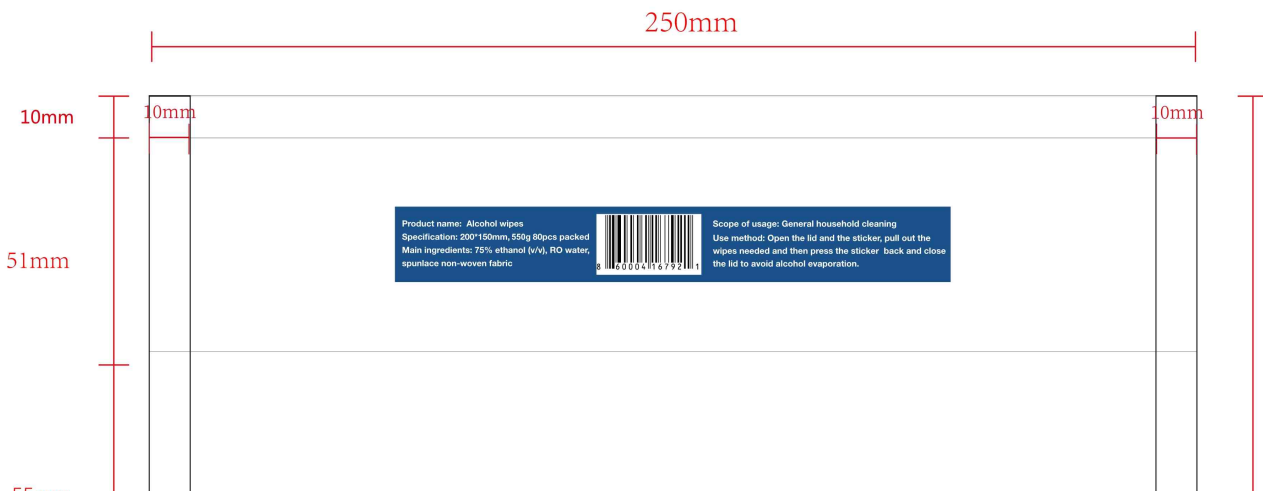 250mm
10mm
10mm
10mm
51mm
Product name: Alcohol wipes
Specification: 200*150mm, 550g 80pcs packed
Main ingredients: 75% ethanol (v/v), RO water,
spunlace non-woven fabric
8 60004 16792 1
Scope of usage: General household cleaning
Use method: Open the lid and the sticker, pull out the
wipes needed and then press the sticker back and close
the lid to avoid alcohol evaporation.